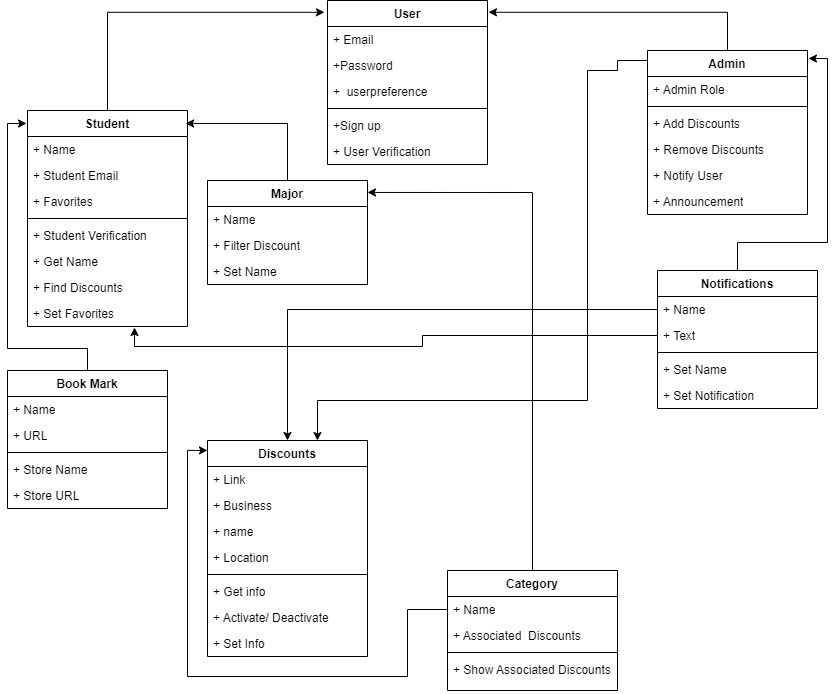 User
+ Email
+Password
+ userpreference
+Sign up
+ User Verification
Admin
+ Admin Role
+ Add Discounts
+ Remove Discounts
+ Notify User
+ Announcement
Student
+ Name
+ Student Email
+ Favorites
+ Student Verification
+ Get Name
+ Find Discounts
+ Set Favorites
Major
+ Name
+ Filter Discount
+ Set Name
Notifications
+ Name
+ Text
+ Set Name
+ Set Notification
Book Mark
+ Name
+ URL
+ Store Name
+ Store URL
Discounts
+ Link
+ Business
+ name
+ Location
+ Get info
+ Activate/ Deactivate
+ Set Info
Category
+ Name
+ Associated Discounts
+ Show Associated Discounts